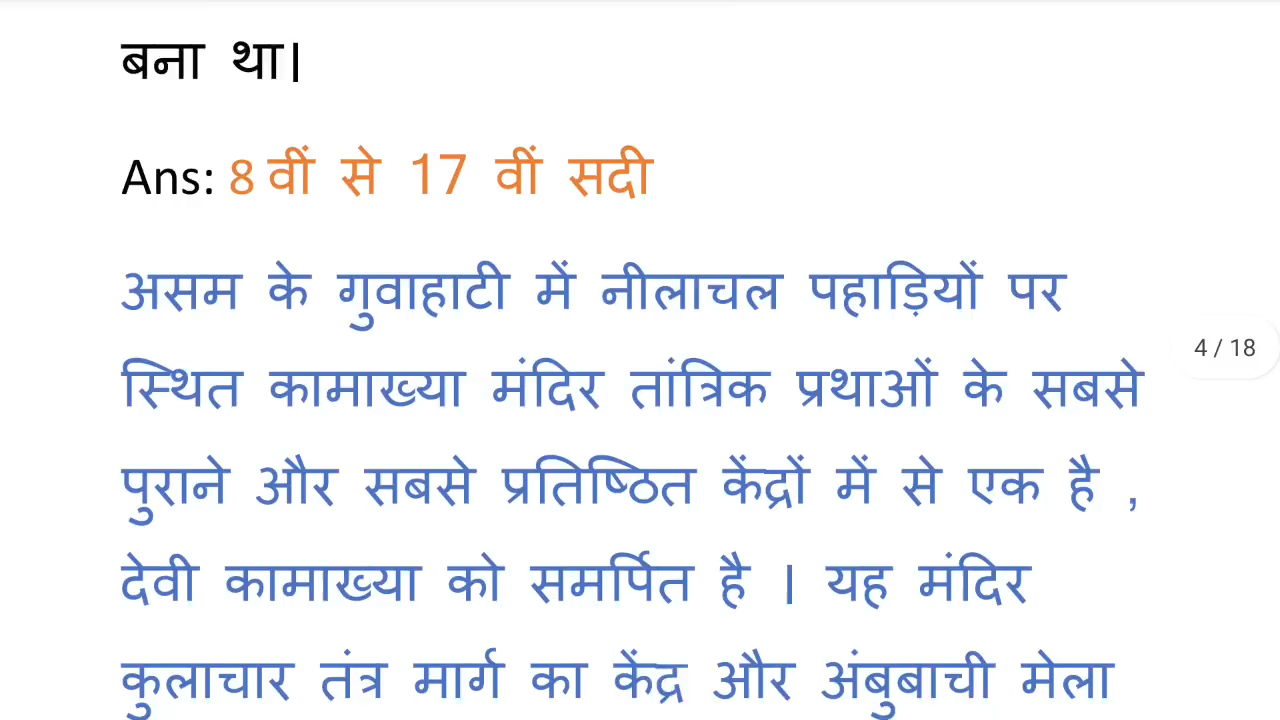 बना था।
Ans: 8 वीं से 17 वीं सदी
असम के गुवाहाटी में नीलाचल पहाड़ियों पर
4 / 18
स्थित कामाख्या मंदिर तांत्रिक प्रथाओं के सबसे
पुराने और सबसे प्रतिष्ठित केंद्रों में से एक है ,
देवी कामाख्या को समर्पित है । यह मंदिर
कुलाचार तंत्र मार्ग का केंद्र और अंबुबाची मेला